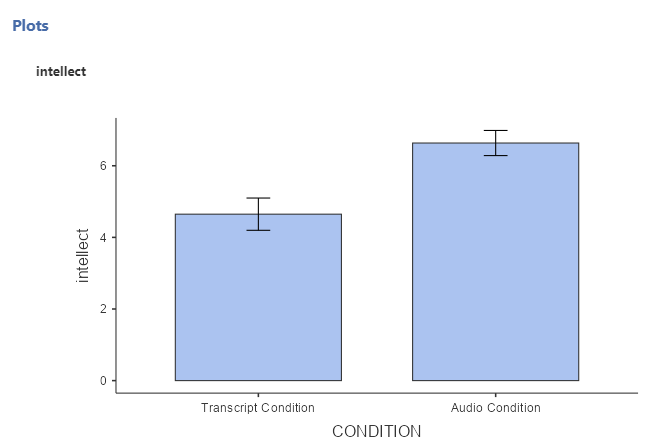 Plots
intellect
6
4
2
0
intellect
Transcript Condition
Audio Condition
CONDITION